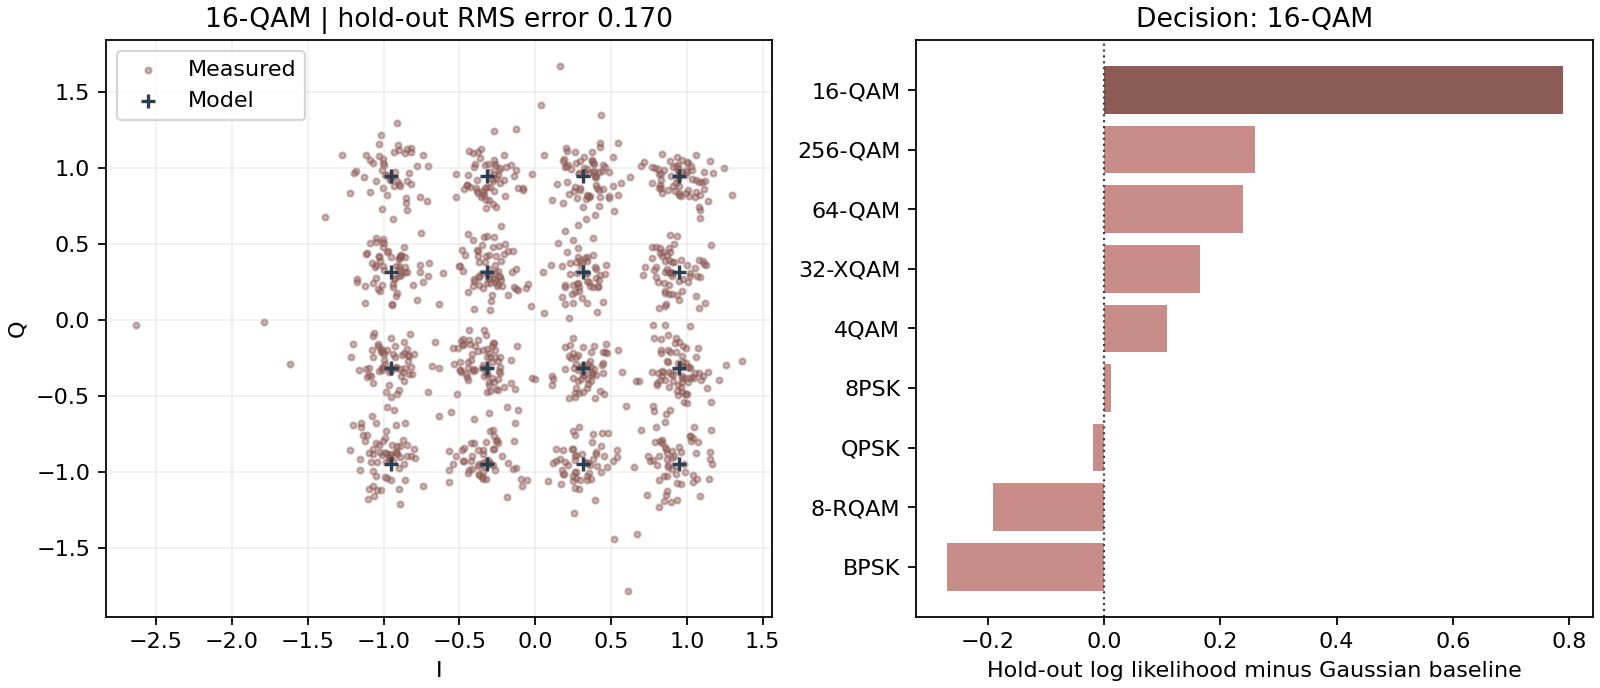 16-QAM | hold-out RMS error 0.170
Measured
Model
1.5
1.0
0.5
0.0
−0.5
−1.0
−1.5
Q
−2.5
−2.0
−1.5
−1.0
−0.5
0.0
0.5
1.0
1.5
I
Decision: 16-QAM
16-QAM
256-QAM
64-QAM
32-XQAM
4QAM
8PSK
QPSK
8-RQAM
BPSK
−0.2
0.0
0.2
0.4
0.6
0.8
Hold-out log likelihood minus Gaussian baseline